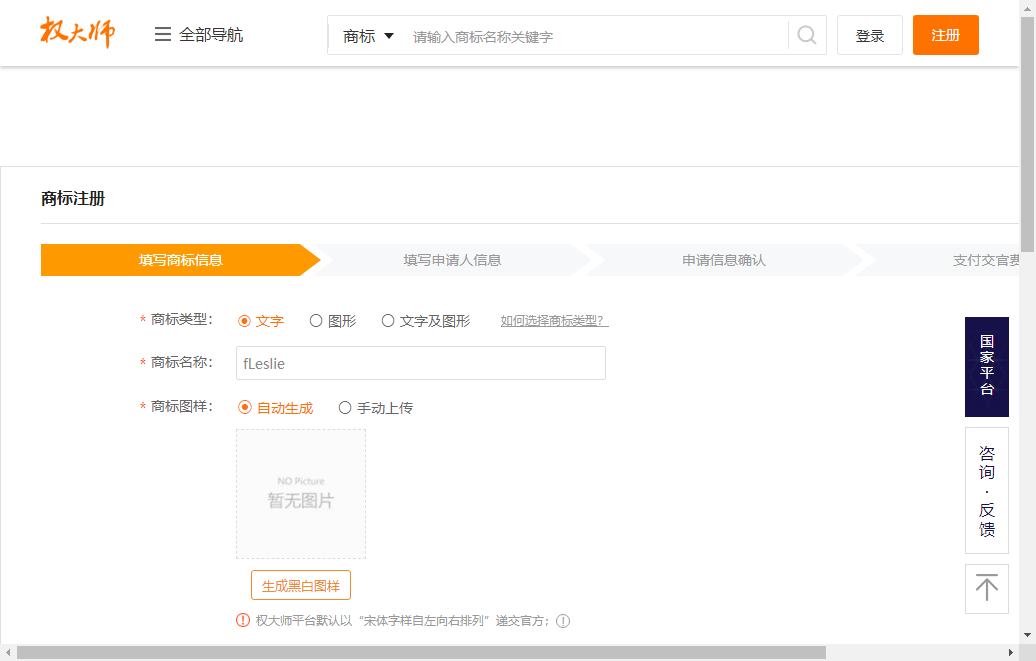 权大师
全部导航
商标
请输入商标名称关键字
登录
注册
商标注册
填写商标信息
填写申请人信息
申请信息确认
支付交官费
* 商标类型：
文字
图形
文字及图形
如何选择商标类型？
* 商标名称：
fLeslie
* 商标图样：
自动生成
手动上传
NO Picture
暂无图片
生成黑白图样
权大师平台默认以“宋体字样自左向右排列”递交官方；
国家平台
咨询·反馈